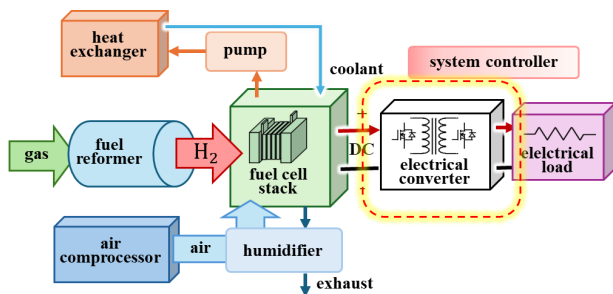 heat
exchanger
pump
system controller
coolant
+
gas
fuel
reformer
H₂
fuel cell
stack
DC
-
electrical
converter
elelctrical
load
air
comprocessor
air
humidifier
exhaust